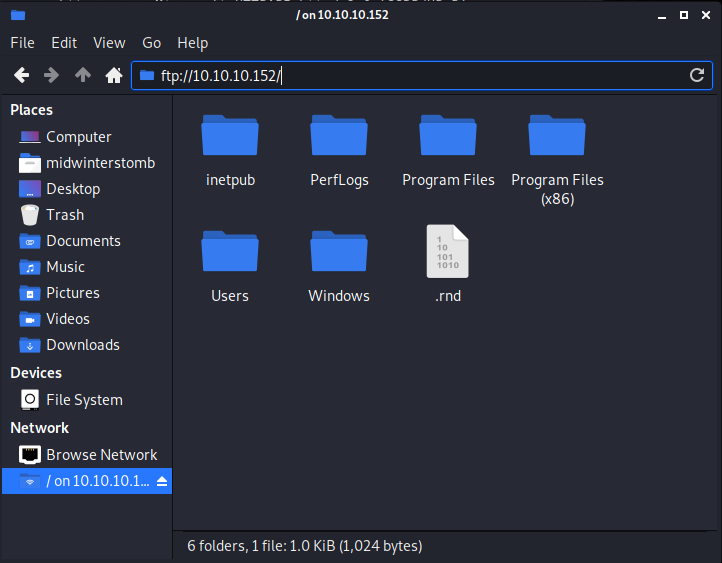 / on 10.10.10.152
File Edit View Go Help
ftp://10.10.10.152/
Places
Computer
midwinterstomb
Desktop
Trash
Documents
Music
Pictures
Videos
Downloads
Devices
File System
Network
Browse Network
/ on 10.10.10.1...
inetpub
PerfLogs
Program Files
Program Files
(x86)
Users
Windows
1
10
101
1010
.rnd
6 folders, 1 file: 1.0 KiB (1,024 bytes)